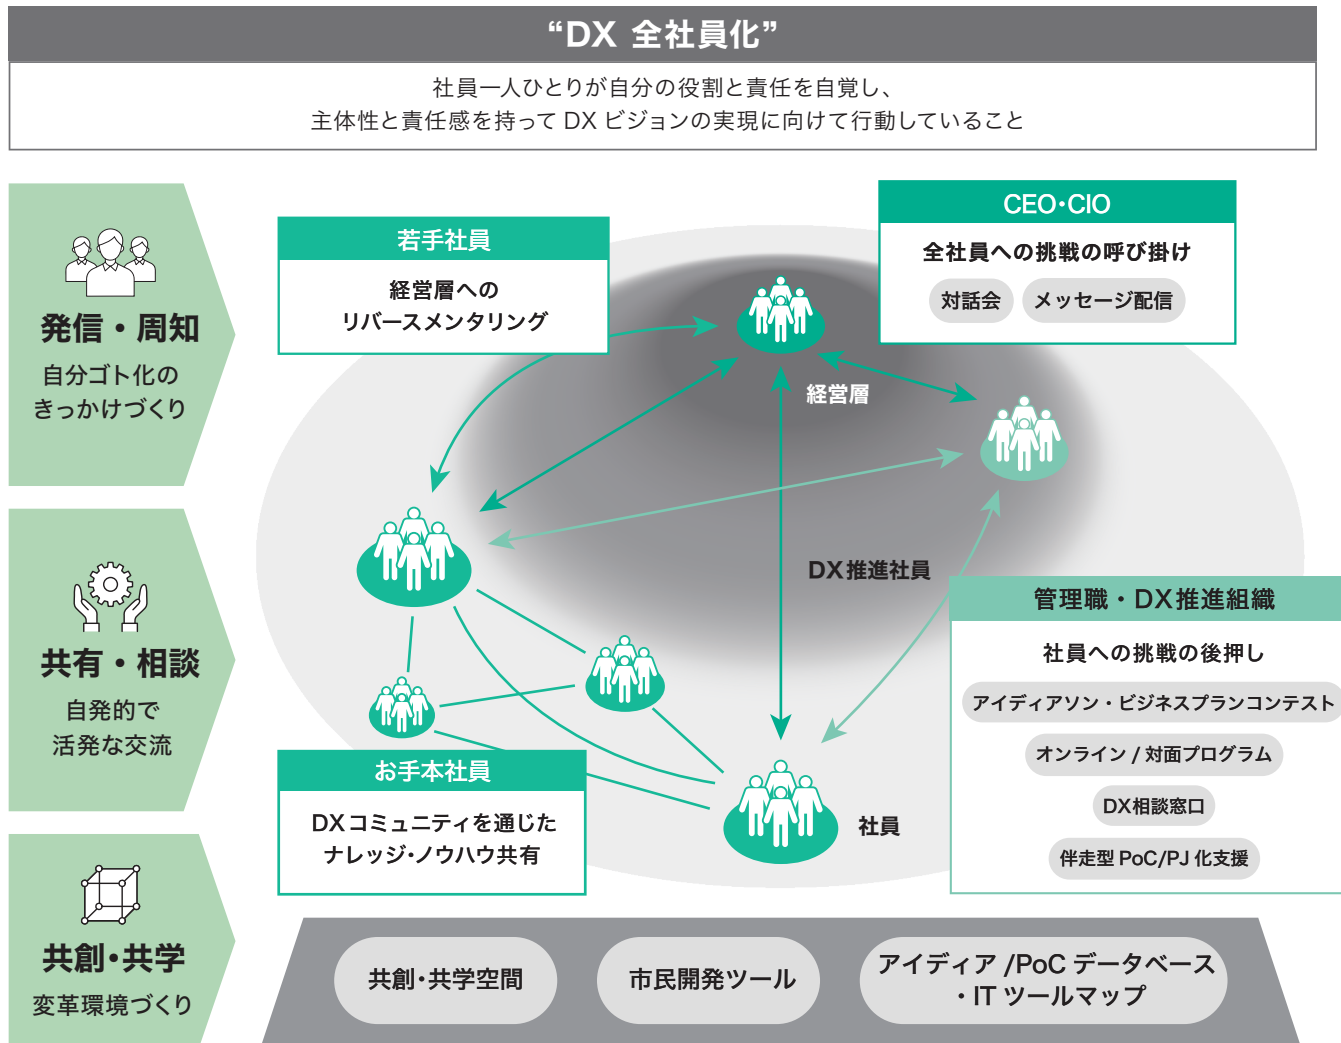 “DX 全社員化”
社員一人ひとりが自分の役割と責任を自覚し、
主体性と責任感を持って DX ビジョンの実現に向けて行動していること
発信・周知
自分ゴト化の
きっかけづくり
共有・相談
自発的で
活発な交流
共創・共学
変革環境づくり
若手社員
経営層への
リバースメンタリング
CEO・CIO
全社員への挑戦の呼び掛け
対話会
メッセージ配信
経営層
DX推進社員
管理職・DX推進組織
社員への挑戦の後押し
アイディアソン・ビジネスプランコンテスト
オンライン / 対面プログラム
DX相談窓口
伴走型 PoC/PJ 化支援
お手本社員
DXコミュニティを通じた
ナレッジ・ノウハウ共有
社員
共創・共学空間
市民開発ツール
アイディア /PoC データベース
・IT ツールマップ